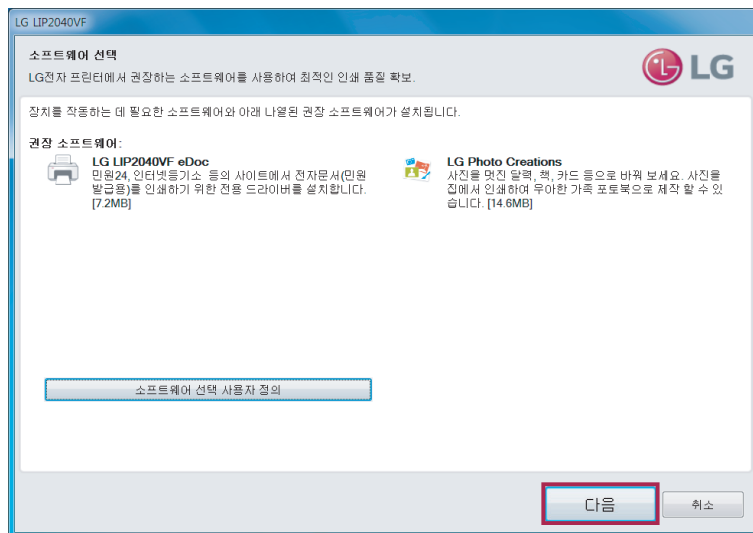 LG LIP2040VF
소프트웨어 선택
LG전자 프린터에서 권장하는 소프트웨어를 사용하여 최적인 인쇄 품질 확보.
LG
장치를 작동하는 데 필요한 소프트웨어와 아래 나열된 권장 소프트웨어가 설치됩니다.
권장 소프트웨어:
LG LIP2040VF eDoc
민원24, 인터넷등기소 등의 사이트에서 전자문서(민원
발급용)를 인쇄하기 위한 전용 드라이버를 설치합니다.
[7.2MB]
LG Photo Creations
사진을 멋진 달력, 책, 카드 등으로 바꿔 보세요. 사진을
집에서 인쇄하여 우아한 가족 포토북으로 제작 할 수 있
습니다. [14.6MB]
소프트웨어 선택 사용자 정의
다음
취소